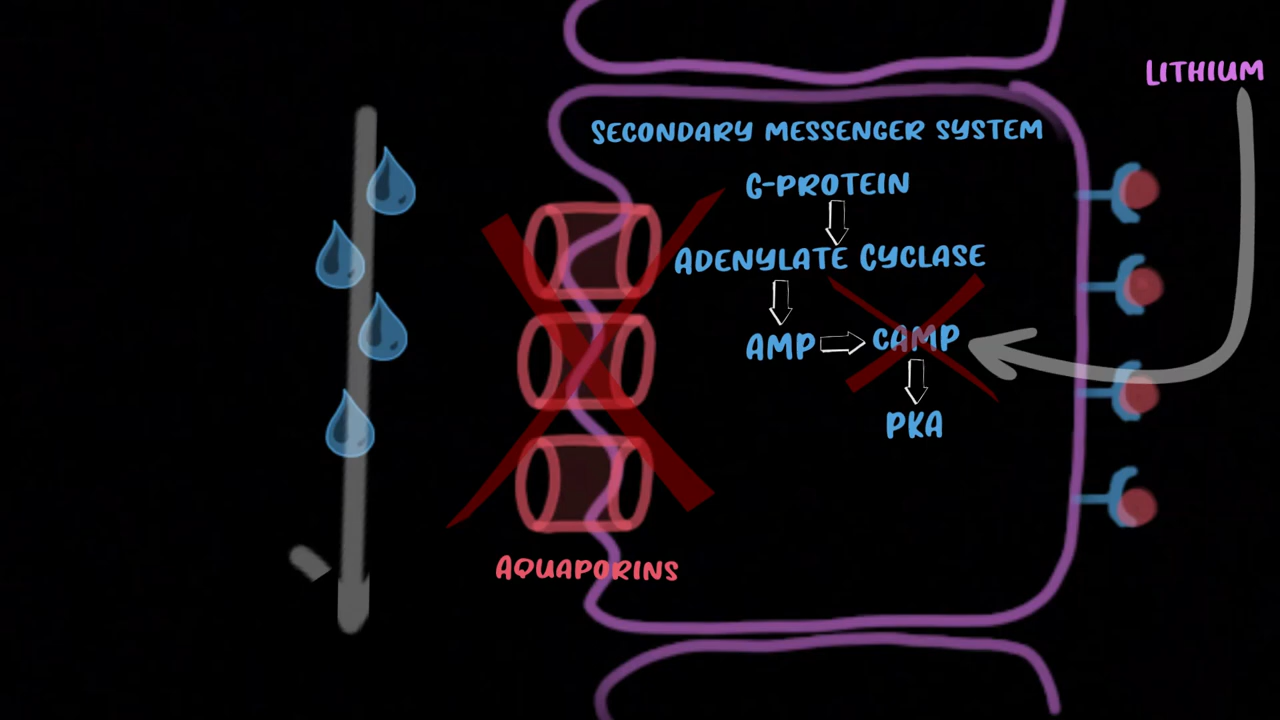 LITHIUM
SECONDARY MESSENGER SYSTEM
G-PROTEIN
ADENYLATE CYCLASE
AMP
cAMP
PKA
AQUAPORINS